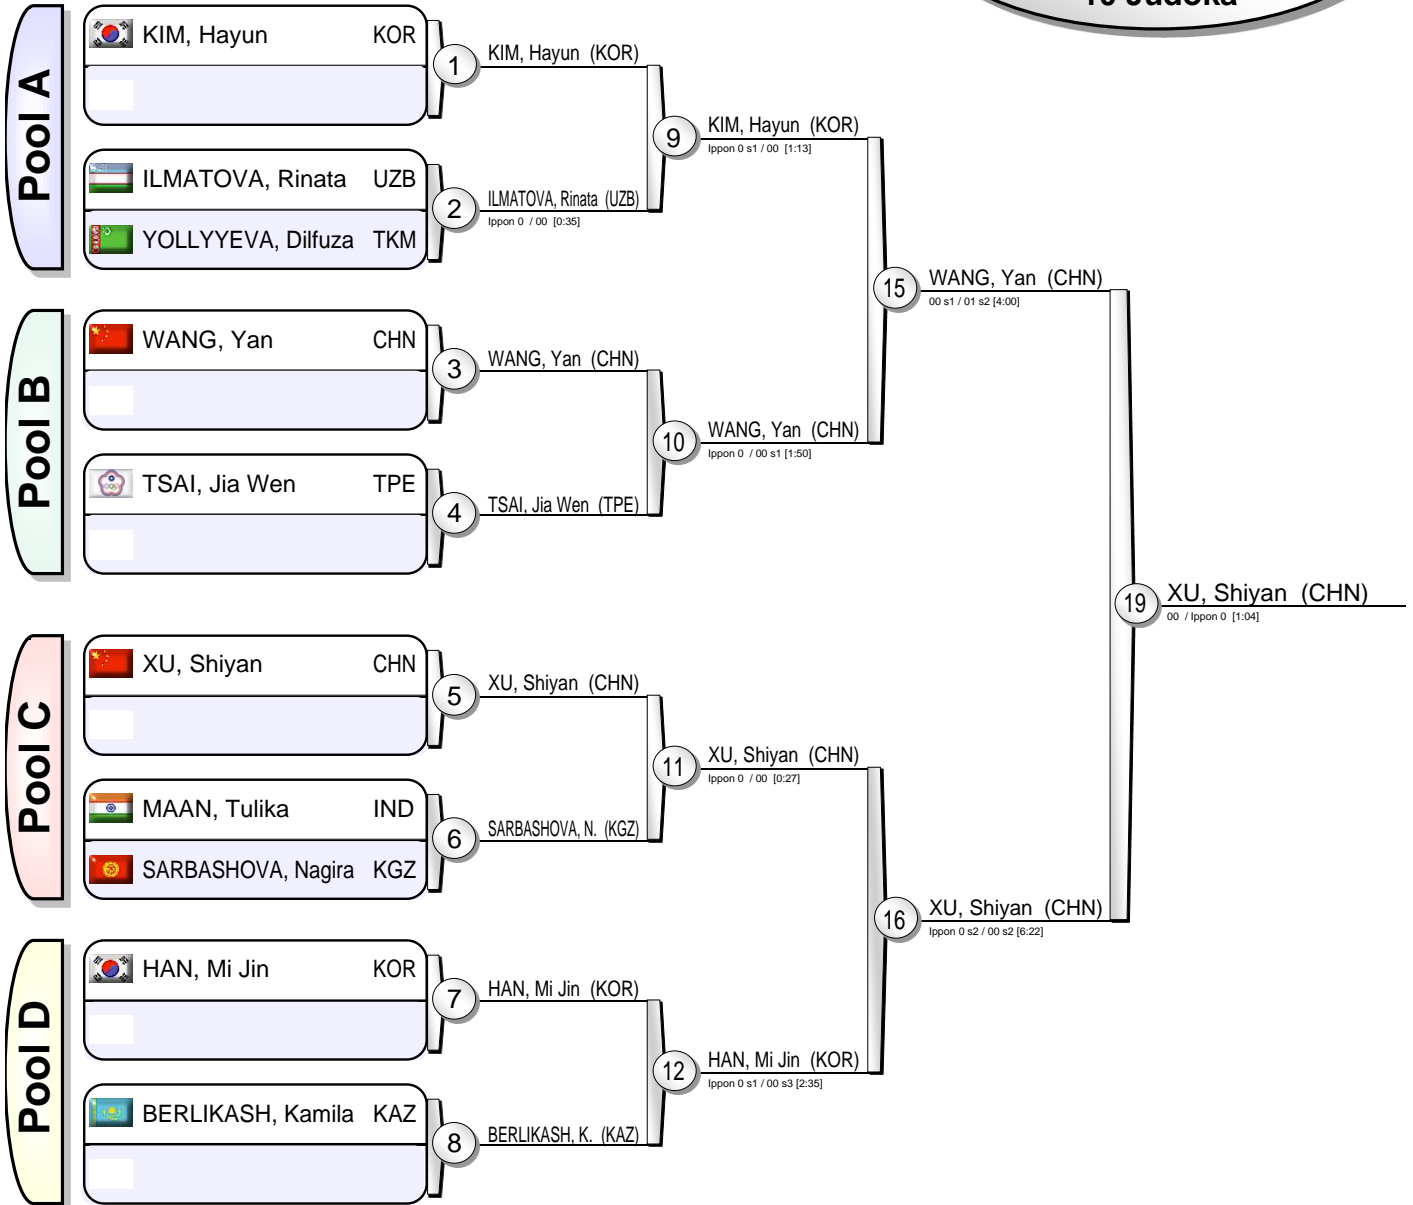 10 Judoka
Pool A
KIM, Hayun KOR
ILMATOVA, Rinata UZB
YOLLYYEVA, Dilfuza TKM
Pool B
WANG, Yan CHN
TSAI, Jia Wen TPE
Pool C
XU, Shiyan CHN
MAAN, Tulika IND
SARBASHOVA, Nagira KGZ
Pool D
HAN, Mi Jin KOR
BERLIKASH, Kamila KAZ
1 KIM, Hayun (KOR)
2 ILMATOVA, Rinata (UZB)
Ippon 0 / 00 [0:35]
3 WANG, Yan (CHN)
4 TSAI, Jia Wen (TPE)
5 XU, Shiyan (CHN)
6 SARBASHOVA, N. (KGZ)
7 HAN, Mi Jin (KOR)
8 BERLIKASH, K. (KAZ)
9 KIM, Hayun (KOR)
Ippon 0 s1 / 00 [1:13]
10 WANG, Yan (CHN)
Ippon 0 / 00 s1 [1:50]
11 XU, Shiyan (CHN)
Ippon 0 / 00 [0:27]
12 HAN, Mi Jin (KOR)
Ippon 0 s1 / 00 s3 [2:35]
15 WANG, Yan (CHN)
00 s1 / 01 s2 [4:00]
16 XU, Shiyan (CHN)
Ippon 0 s2 / 00 s2 [6:22]
19 XU, Shiyan (CHN)
00 / Ippon 0 [1:04]